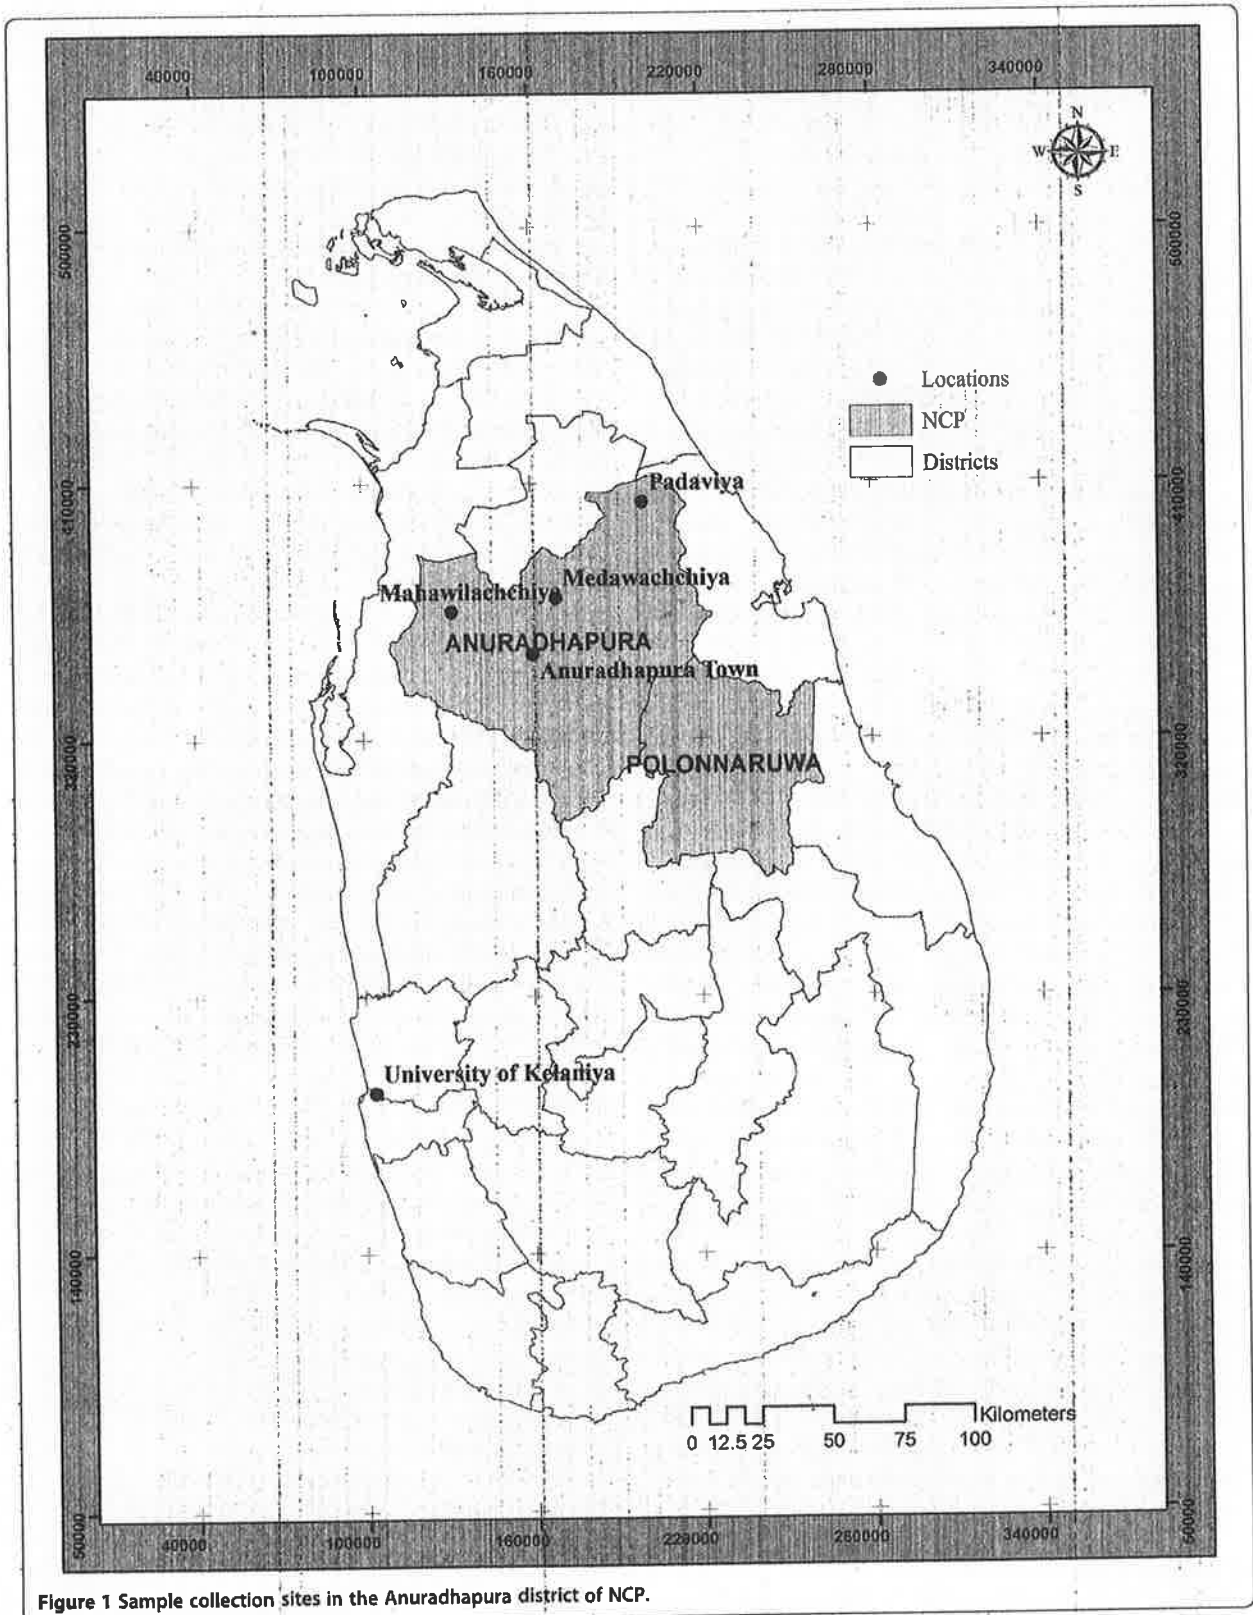 40000 100000 160000 220000 280000 340000
N
W E
S
500000 500000
Locations
NCP
Districts
410000 410000
Padaviya
Medawachchiya
Mahawilachchiya
ANURADHAPURA
Anuradhapura Town
320000 320000
POLONNARUWA
230000 230000
University of Kelaniya
140000 140000
Kilometers
0 12.5 25 50 75 100
50000 50000
40000 100000 160000 220000 280000 340000
Figure 1 Sample collection sites in the Anuradhapura district of NCP.